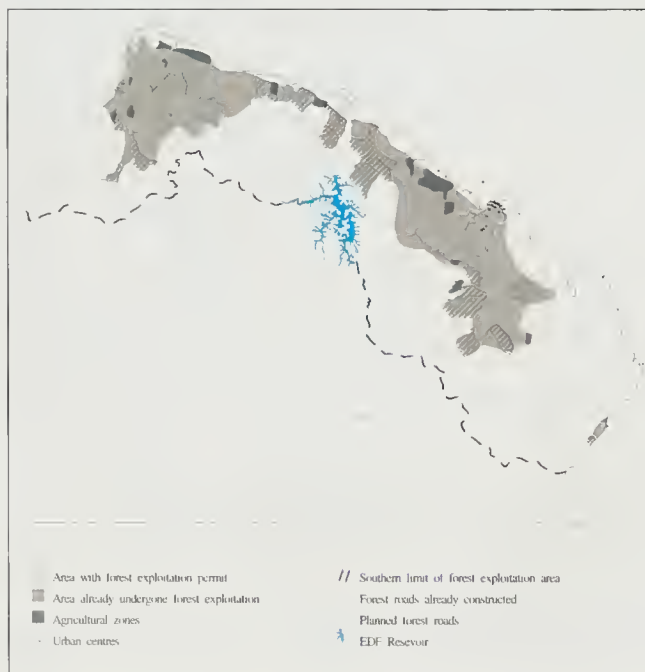 Area with forest exploitation permit
Area already undergone forest exploitation
Agricultural zones
Urban centres
Southern limit of forest exploitation area
Forest roads already constructed
Planned forest roads
EDF Resevoir